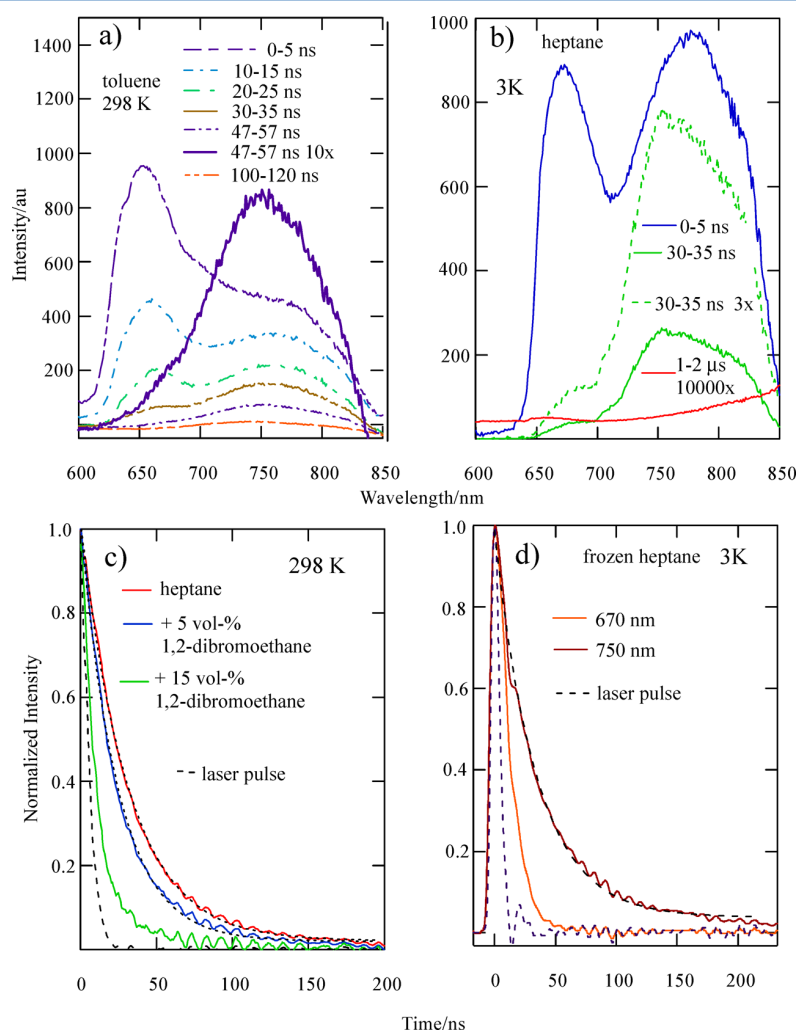 a)
toluene
298 K
0-5 ns
10-15 ns
20-25 ns
30-35 ns
47-57 ns
47-57 ns 10x
100-120 ns
1400
1200
1000
800
600
400
200
Intensity/au
600 650 700 750 800 850
b)
heptane
3K
0-5 ns
30-35 ns
30-35 ns 3x
1-2 µs
10000x
1000
800
600
400
200
600 650 700 750 800 850
Wavelength/nm
c)
298 K
heptane
+ 5 vol-%
1,2-dibromoethane
+ 15 vol-%
1,2-dibromoethane
laser pulse
1.0
0.8
0.6
0.4
0.2
Normalized Intensity
0 50 100 150 200
d)
frozen heptane 3K
670 nm
750 nm
laser pulse
1.0
0.8
0.6
0.4
0.2
0 50 100 150 200
Time/ns